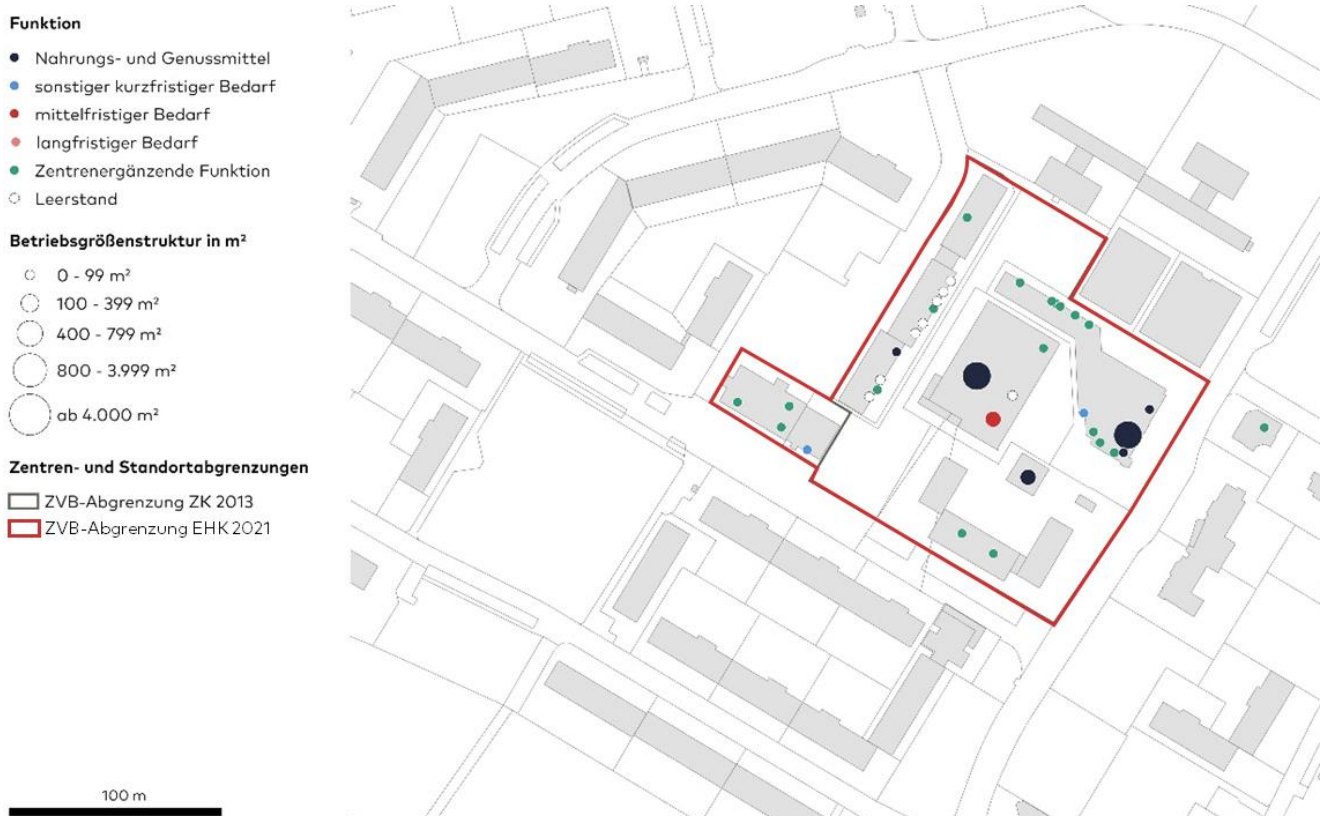 Funktion
Nahrungs- und Genussmittel
sonstiger kurzfristiger Bedarf
mittelfristiger Bedarf
langfristiger Bedarf
Zentrenergänzende Funktion
Leerstand
Betriebsgrößenstruktur in m²
0 - 99 m²
100 - 399 m²
400 - 799 m²
800 - 3.999 m²
ab 4.000 m²
Zentren- und Standortabgrenzungen
ZVB-Abgrenzung ZK 2013
ZVB-Abgrenzung EHK 2021
100 m